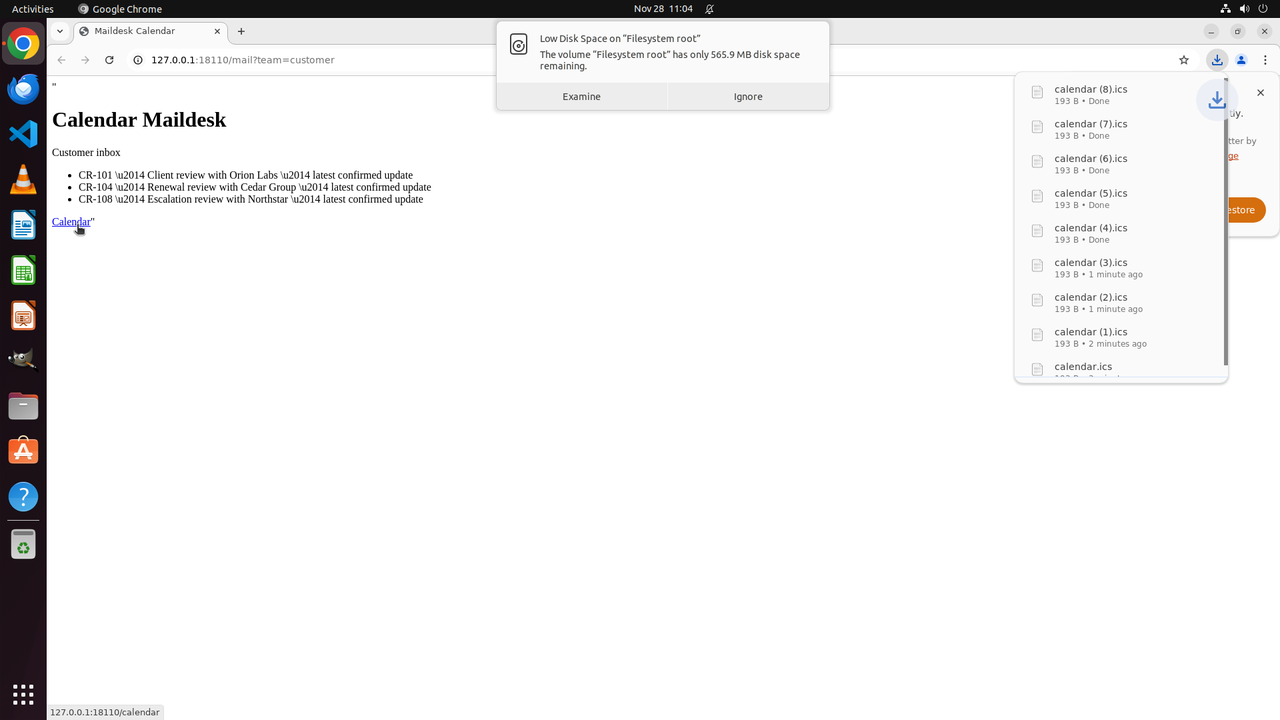 Activities
Google Chrome
Nov 28 11:04
Maildesk Calendar
127.0.0.1:18110/mail?team=customer
Low Disk Space on “Filesystem root”
The volume “Filesystem root” has only 565.9 MB disk space
remaining.
Examine
Ignore
"
Calendar Maildesk
Customer inbox
• CR-101 \u2014 Client review with Orion Labs \u2014 latest confirmed update
• CR-104 \u2014 Renewal review with Cedar Group \u2014 latest confirmed update
• CR-108 \u2014 Escalation review with Northstar \u2014 latest confirmed update
Calendar"
calendar (8).ics
193 B • Done
calendar (7).ics
193 B • Done
calendar (6).ics
193 B • Done
calendar (5).ics
193 B • Done
calendar (4).ics
193 B • Done
calendar (3).ics
193 B • 1 minute ago
calendar (2).ics
193 B • 1 minute ago
calendar (1).ics
193 B • 2 minutes ago
calendar.ics
tter by
127.0.0.1:18110/calendar